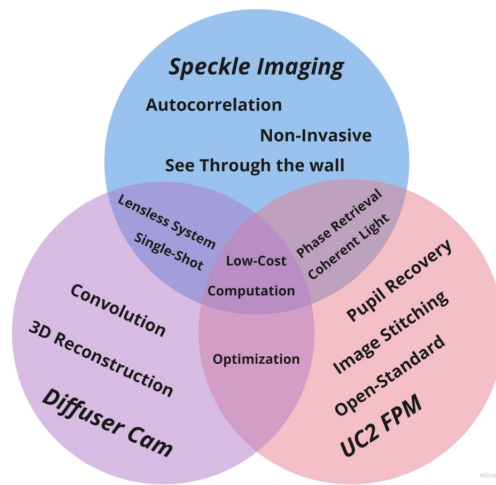 Speckle Imaging
Autocorrelation
Non-Invasive
See Through the wall
Lensless System
Single-Shot
Phase Retrieval
Coherent Light
Low-Cost
Computation
Optimization
Convolution
3D Reconstruction
Diffuser Cam
Pupil Recovery
Image Stitching
Open-Standard
UC2 FPM
miro